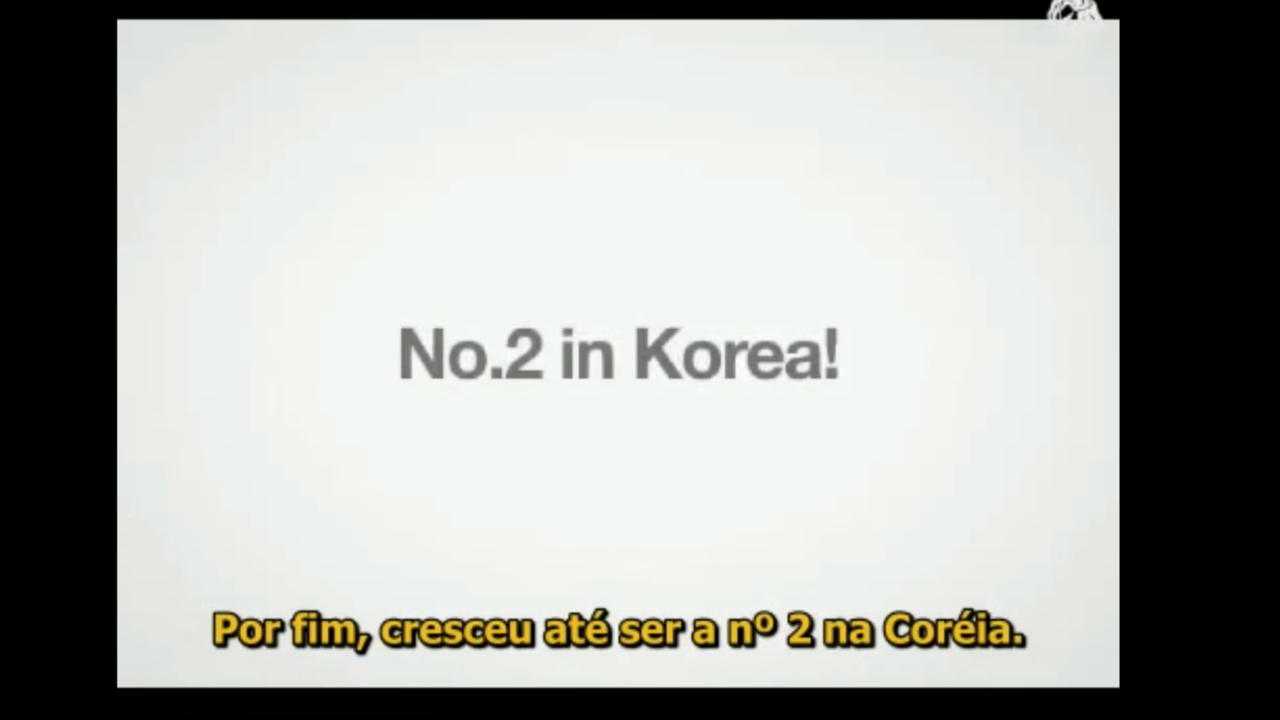 No.2 in Korea!
Por fim, cresceu até ser a nº 2 na Coréia.